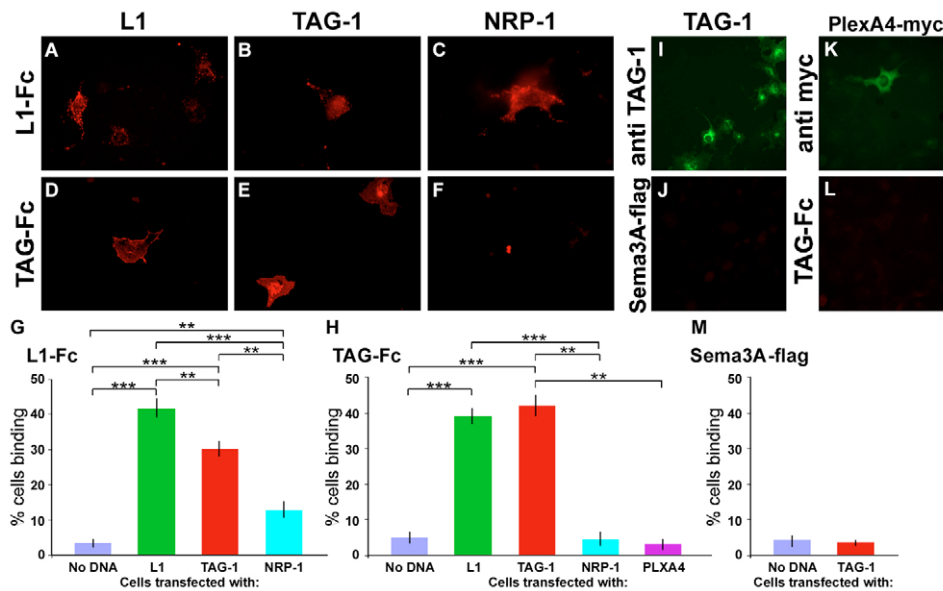 L1 TAG-1 NRP-1 TAG-1 PlexA4-myc
L1-Fc
A B C
anti TAG-1
I
anti myc
K
TAG-Fc
D E F
Sema3A-flag
J
TAG-Fc
L
G
L1-Fc
% cells binding
50
40
30
20
10
0
**
***
*** **
*** **
No DNA L1 TAG-1 NRP-1
Cells transfected with:
H
TAG-Fc
% cells binding
50
40
30
20
10
0
***
*** **
*** **
No DNA L1 TAG-1 NRP-1 PLXA4
Cells transfected with:
M
Sema3A-flag
% cells binding
50
40
30
20
10
0
No DNA TAG-1
Cells transfected with: